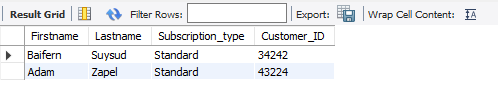 Result Grid Filter Rows: Export: Wrap Cell Content:
Firstname Lastname Subscription_type Customer_ID
Baifern Suysud Standard 34242
Adam Zapel Standard 43224